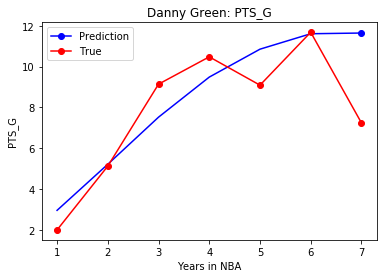 Danny Green: PTS_G
Prediction
True
12
10
8
6
4
2
PTS_G
1 2 3 4 5 6 7
Years in NBA